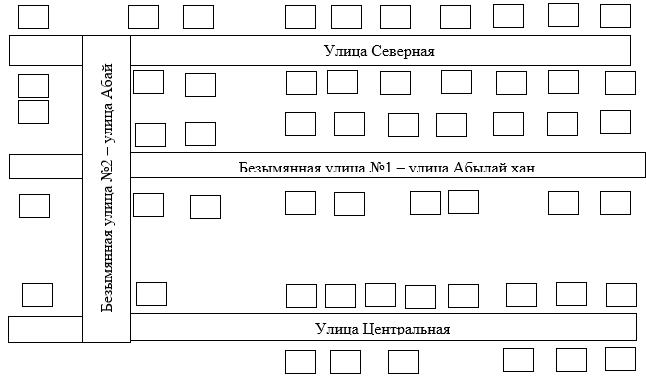 Улица Северная
Безымянная улица №2 – улица Абай
Безымянная улица №1 – улица Абылай хан
Улица Центральная